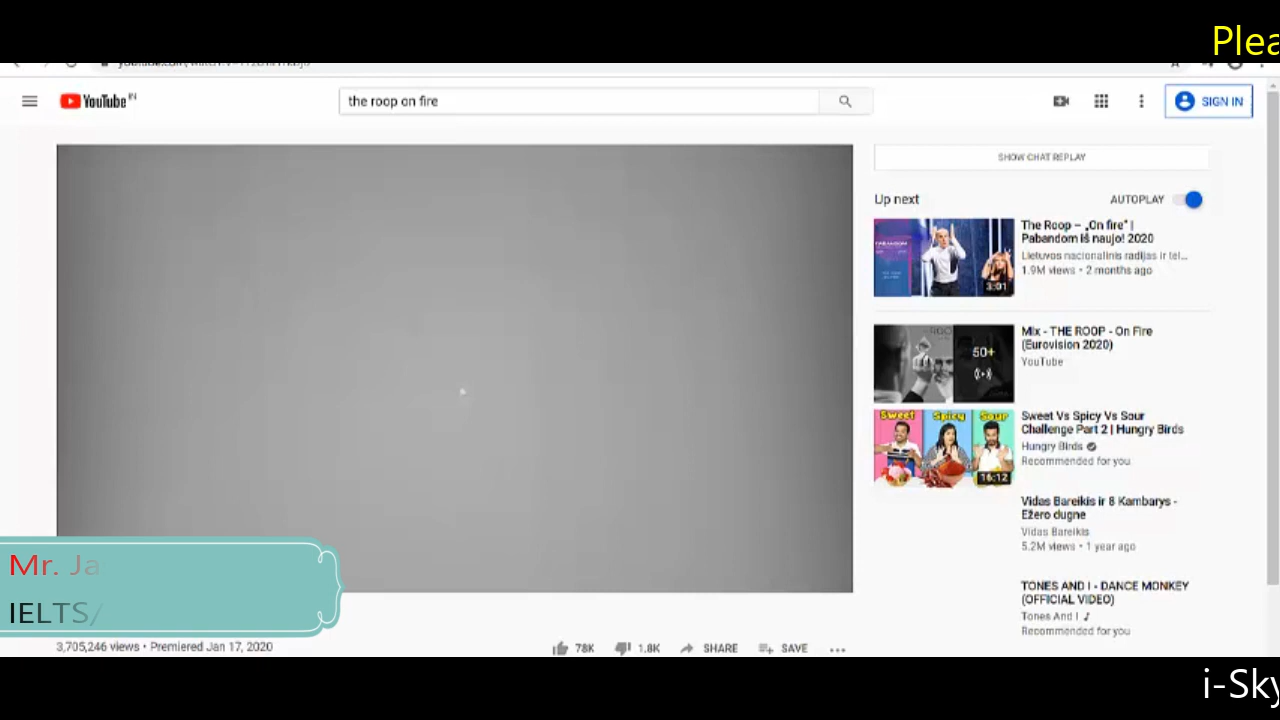 Plea
YouTube IN
the roop on fire
SIGN IN
SHOW CHAT REPLAY
Up next
AUTOPLAY
The Roop – „On fire“ |
Pabandom iš naujo! 2020
Lietuvos nacionalinis radijas ir tel...
1.9M views • 2 months ago
3:01
Mix - THE ROOP - On Fire
(Eurovision 2020)
YouTube
50+
Sweet Vs Spicy Vs Sour
Challenge Part 2 | Hungry Birds
Hungry Birds
Recommended for you
Sweet Spicy Sour
16:12
Vidas Bareikis ir 8 Kambarys -
Ežero dugne
Vidas Bareikis
5.2M views • 1 year ago
TONES AND I - DANCE MONKEY
(OFFICIAL VIDEO)
Tones And I
Recommended for you
Mr. Ja
IELTS/
3,705,246 views • Premiered Jan 17, 2020
78K
1.8K
SHARE
SAVE
i-Sky